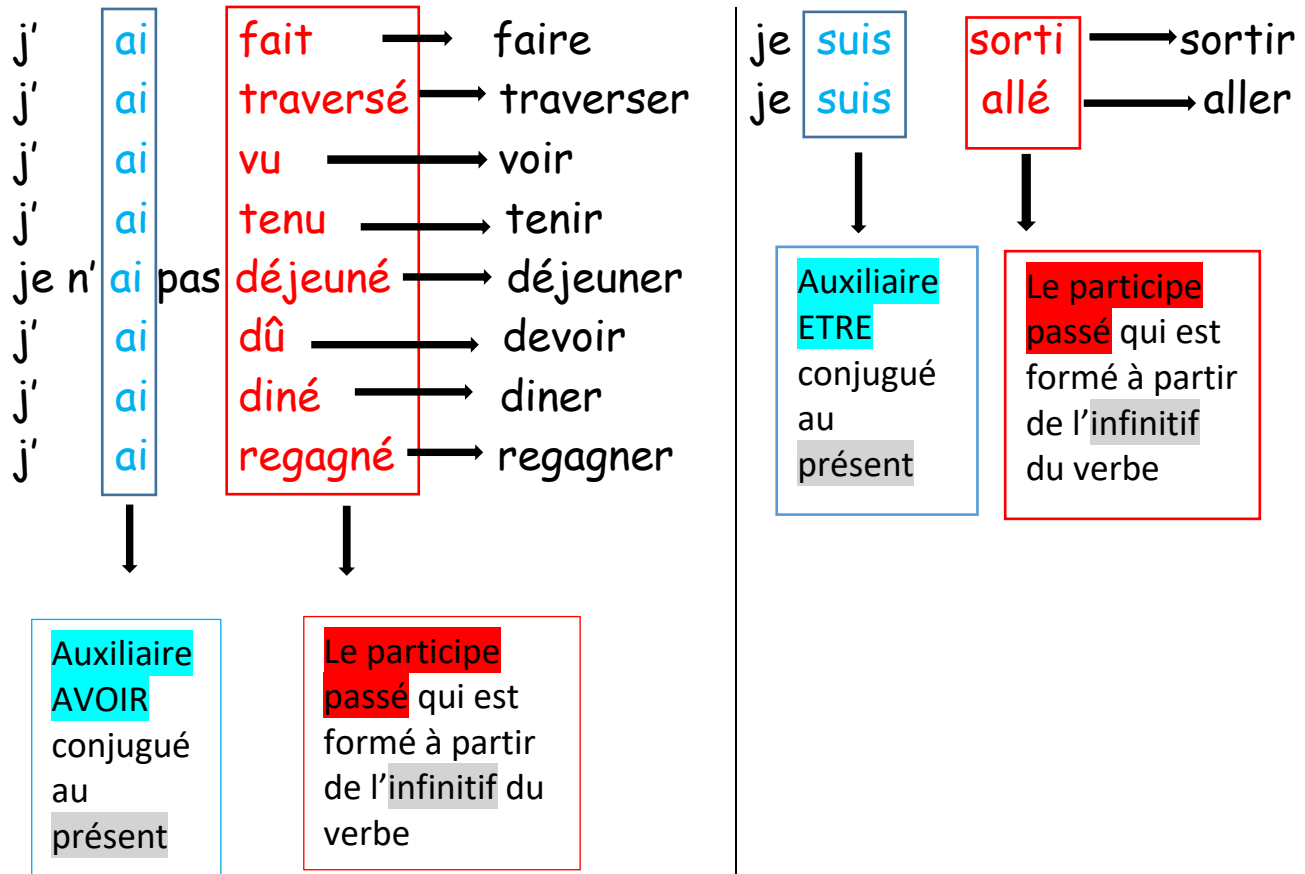 j' ai fait faire
j' ai traversé traverser
j' ai vu voir
j' ai tenu tenir
je n' ai pas déjeuné déjeuner
j' ai dû devoir
j' ai diné diner
j' ai regagné regagner
Auxiliaire
AVOIR
conjugué
au
présent
Le participe
passé qui est
formé à partir
de l'infinitif du
verbe
je suis sorti sortir
je suis allé aller
Auxiliaire
ETRE
conjugué
au
présent
Le participe
passé qui est
formé à partir
de l'infinitif
du verbe